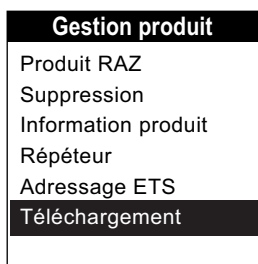 Gestion produit
Produit RAZ
Suppression
Information produit
Répéteur
Adressage ETS
Téléchargement